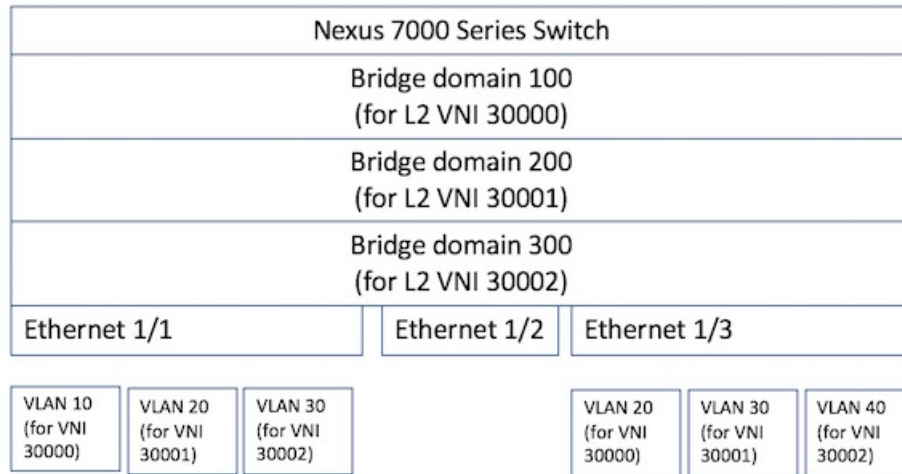 Nexus 7000 Series Switch
Bridge domain 100
(for L2 VNI 30000)
Bridge domain 200
(for L2 VNI 30001)
Bridge domain 300
(for L2 VNI 30002)
Ethernet 1/1
Ethernet 1/2
Ethernet 1/3
VLAN 10
(for VNI
30000)
VLAN 20
(for VNI
30001)
VLAN 30
(for VNI
30002)
VLAN 20
(for VNI
30000)
VLAN 30
(for VNI
30001)
VLAN 40
(for VNI
30002)